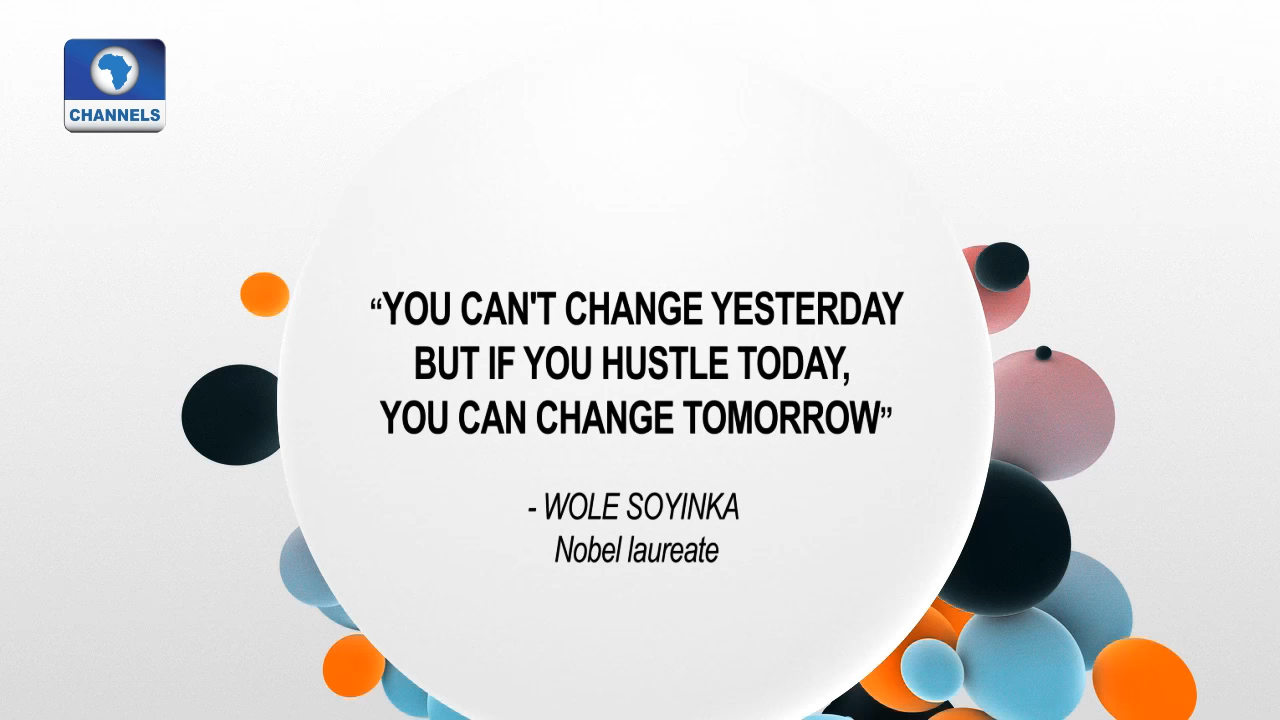 CHANNELS
“YOU CAN'T CHANGE YESTERDAY
BUT IF YOU HUSTLE TODAY,
YOU CAN CHANGE TOMORROW”
- WOLE SOYINKA
Nobel laureate